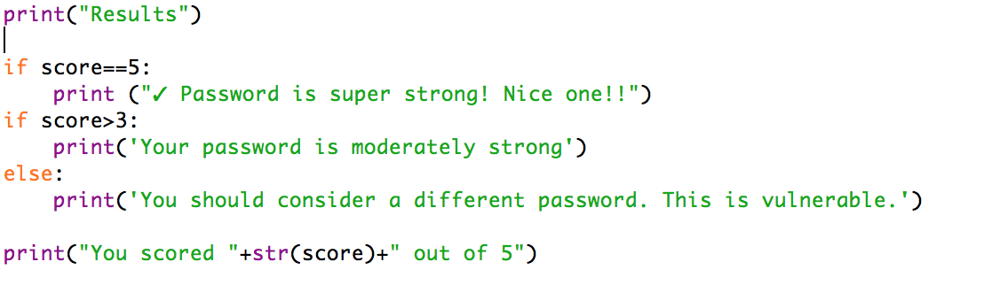 print("Results")
if score==5:
    print ("✓ Password is super strong! Nice one!!")
if score>3:
    print('Your password is moderately strong')
else:
    print('You should consider a different password. This is vulnerable.')
print("You scored "+str(score)+" out of 5")